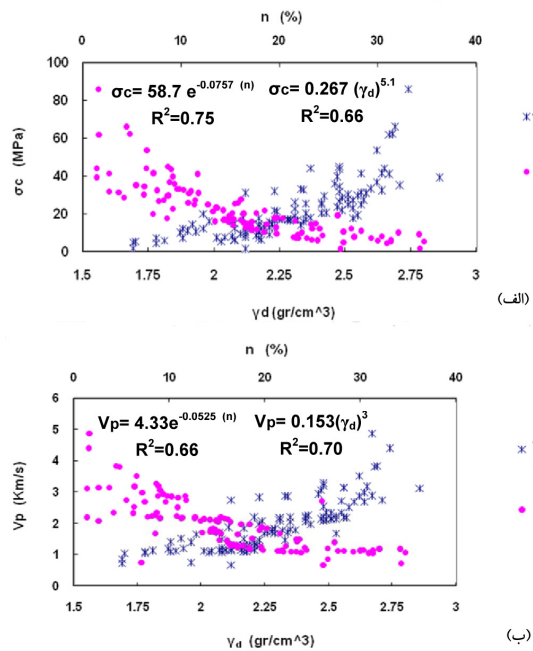 n (%)
0 10 20 30 40
σc= 58.7 e^-0.0757 (n) σc= 0.267 (γd)^5.1
R²=0.75 R²=0.66
100
80
60
40
20
0
σc (MPa)
1.5 1.75 2 2.25 2.5 2.75 3
γd (gr/cm^3)
(الف)
n (%)
0 10 20 30 40
Vp= 4.33e^-0.0525 (n) Vp= 0.153(γd)^3
R²=0.66 R²=0.70
6
5
4
3
2
1
0
Vp (Km/s)
1.5 1.75 2 2.25 2.5 2.75 3
γd (gr/cm^3)
(ب)